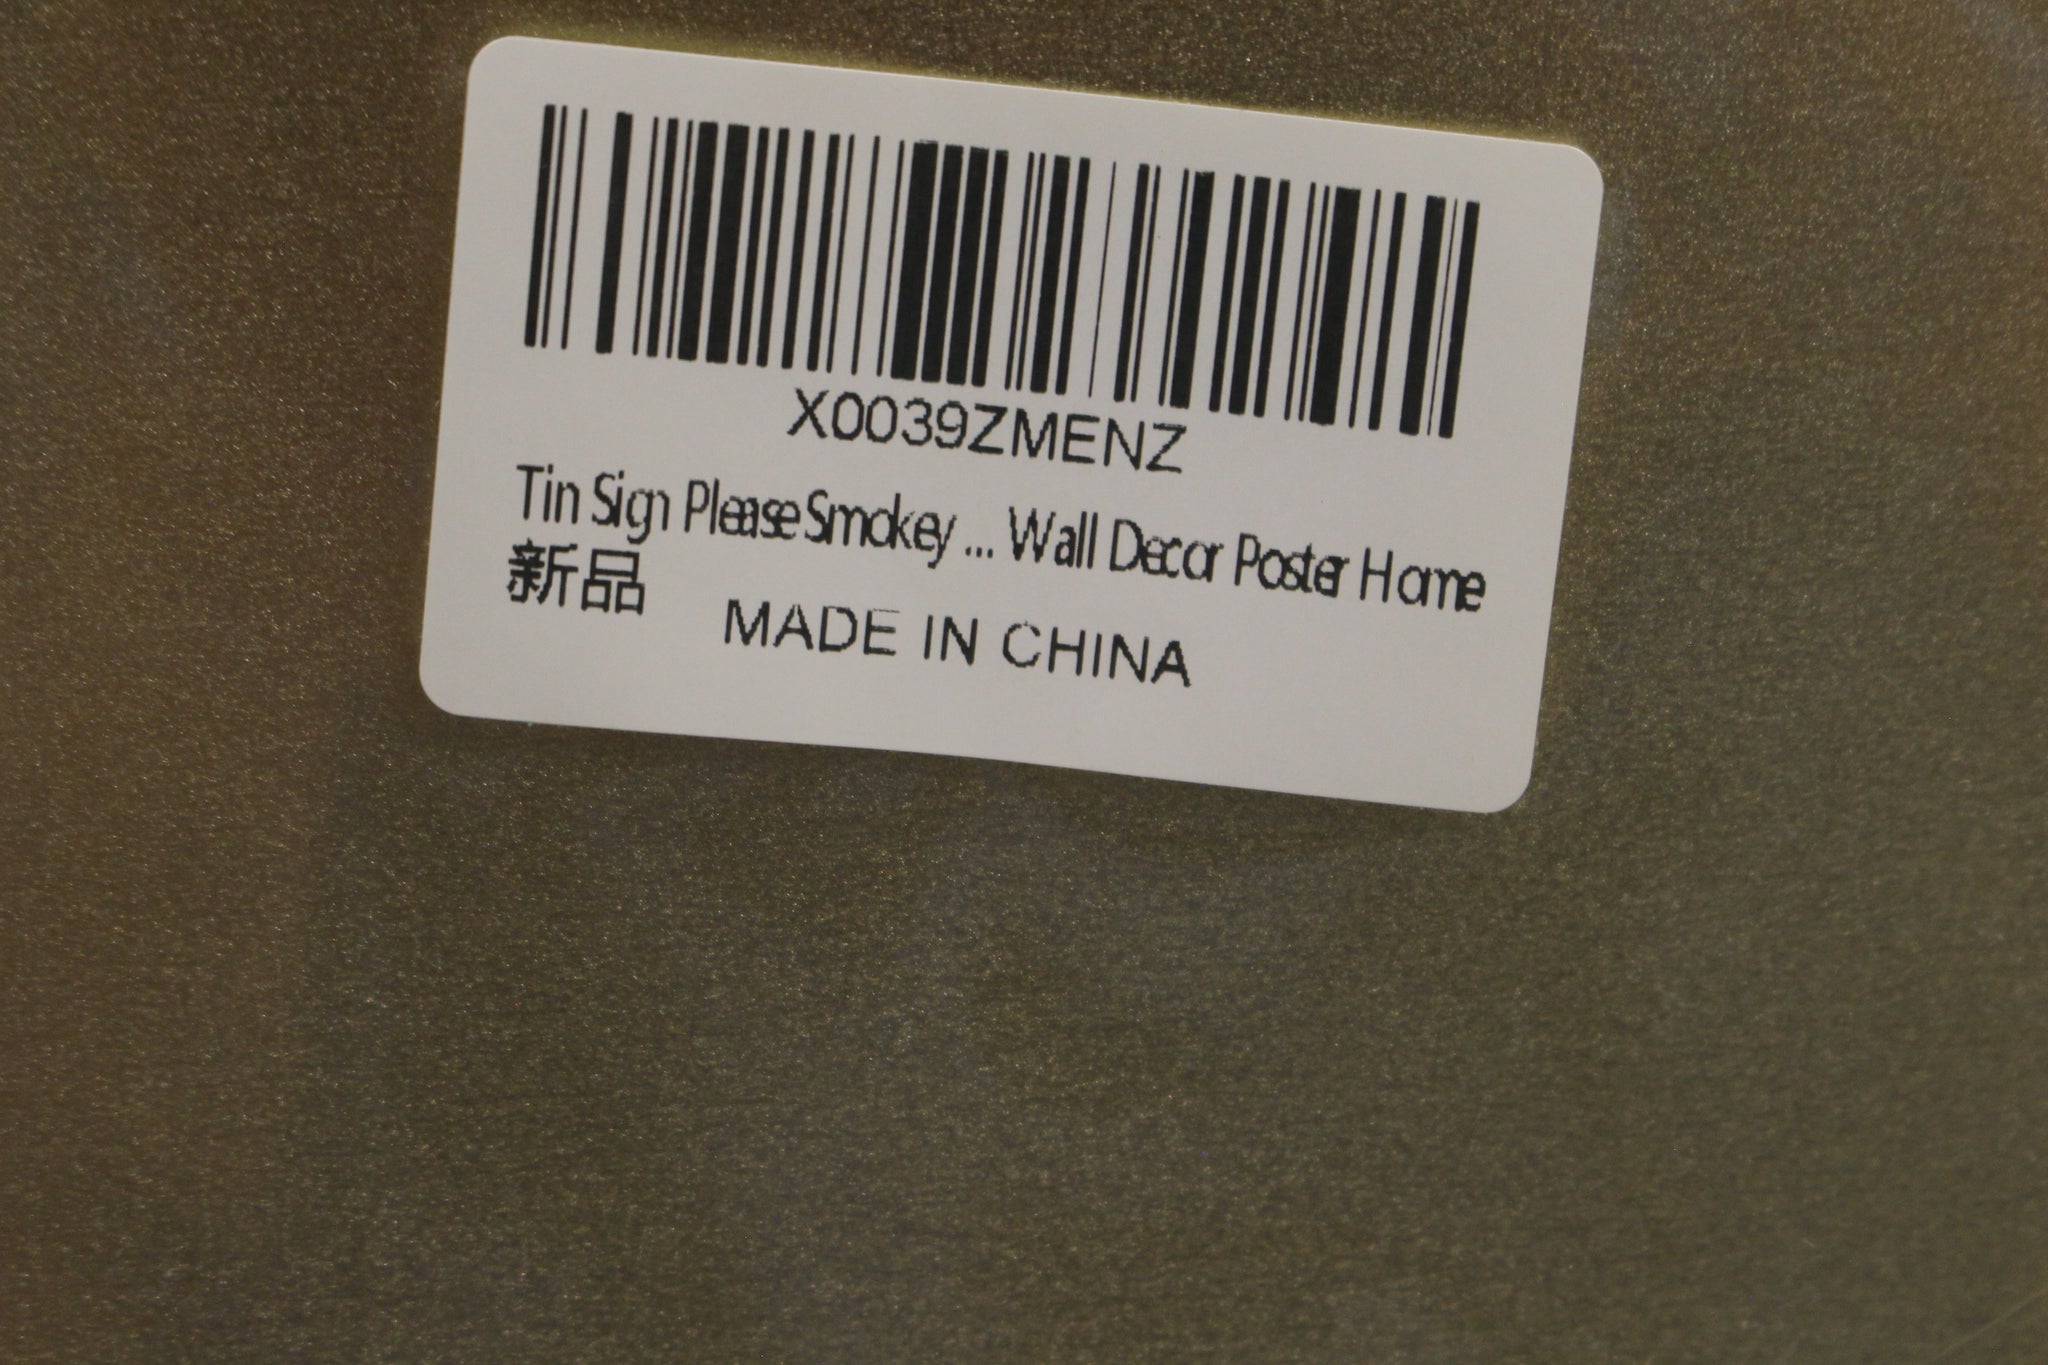 X0039ZMENZ
Tin Sign Please Smokey ... Wall Decor Poster Home
新品
MADE IN CHINA